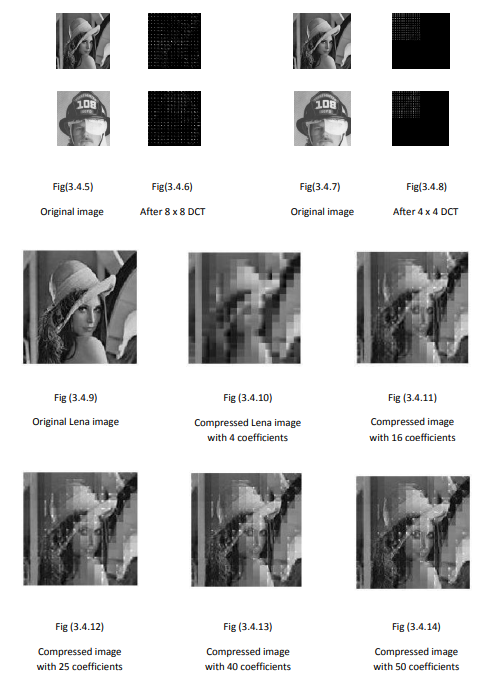 108
108
Fig(3.4.5)
Fig(3.4.6)
Fig(3.4.7)
Fig(3.4.8)
Original image
After 8 x 8 DCT
Original image
After 4 x 4 DCT
Fig (3.4.9)
Fig (3.4.10)
Fig (3.4.11)
Original Lena image
Compressed Lena image
with 4 coefficients
Compressed image
with 16 coefficients
Fig (3.4.12)
Fig (3.4.13)
Fig (3.4.14)
Compressed image
with 25 coefficients
Compressed image
with 40 coefficients
Compressed image
with 50 coefficients